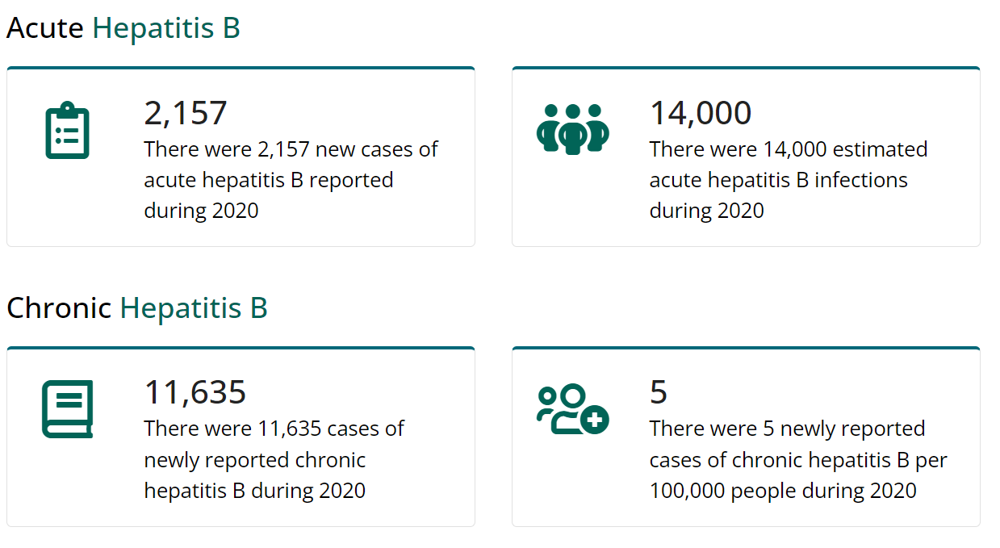 Acute Hepatitis B
2,157
There were 2,157 new cases of
acute hepatitis B reported
during 2020
14,000
There were 14,000 estimated
acute hepatitis B infections
during 2020
Chronic Hepatitis B
11,635
There were 11,635 cases of
newly reported chronic
hepatitis B during 2020
5
There were 5 newly reported
cases of chronic hepatitis B per
100,000 people during 2020